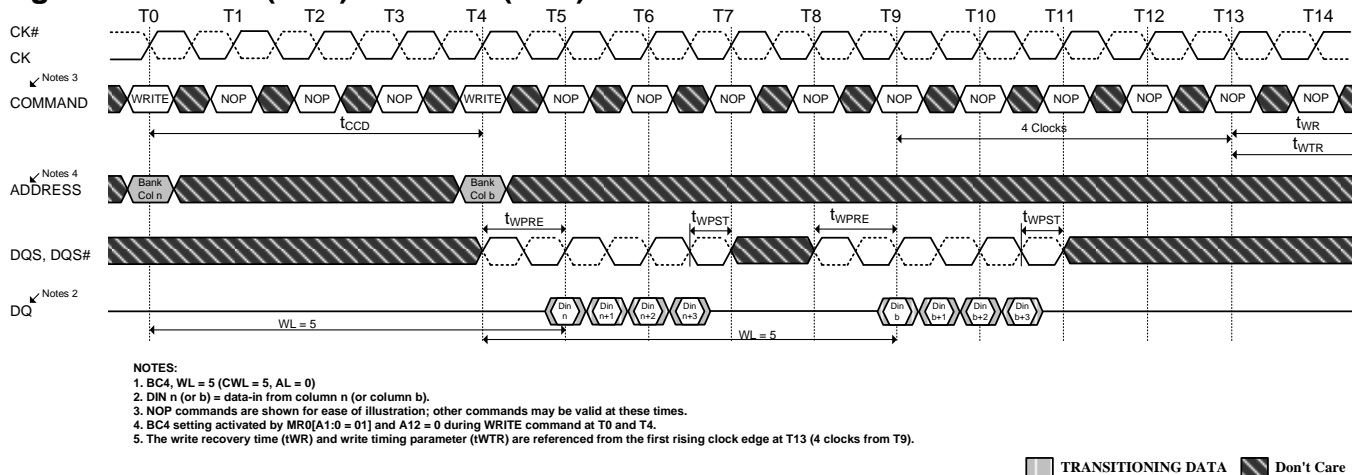 T0 T1 T2 T3 T4 T5 T6 T7 T8 T9 T10 T11 T12 T13 T14
CK#
CK
Notes 3
COMMAND
WRITE NOP NOP NOP WRITE NOP NOP NOP NOP NOP NOP NOP NOP NOP NOP
tCCD
4 Clocks
tWR
tWTR
Notes 4
ADDRESS
Bank
Col n
Bank
Col b
tWPRE tWPST tWPRE tWPST
DQS, DQS#
Notes 2
DQ
Din
n
Din
n+1
Din
n+2
Din
n+3
Din
b
Din
b+1
Din
b+2
Din
b+3
WL = 5
WL = 5
NOTES:
1. BC4, WL = 5 (CWL = 5, AL = 0)
2. DIN n (or b) = data-in from column n (or column b).
3. NOP commands are shown for ease of illustration; other commands may be valid at these times.
4. BC4 setting activated by MR0[A1:0 = 01] and A12 = 0 during WRITE command at T0 and T4.
5. The write recovery time (tWR) and write timing parameter (tWTR) are referenced from the first rising clock edge at T13 (4 clocks from T9).
TRANSITIONING DATA Don't Care